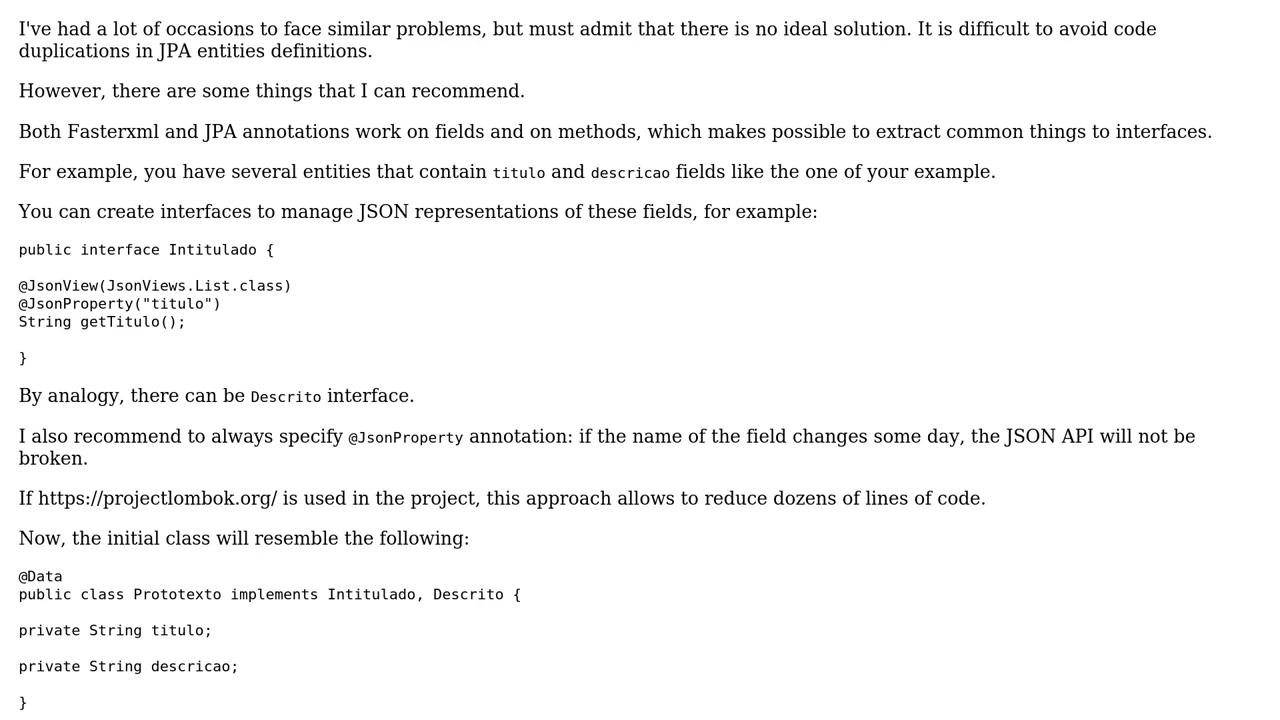 I've had a lot of occasions to face similar problems, but must admit that there is no ideal solution. It is difficult to avoid code
duplications in JPA entities definitions.
However, there are some things that I can recommend.
Both Fasterxml and JPA annotations work on fields and on methods, which makes possible to extract common things to interfaces.
For example, you have several entities that contain titulo and descricao fields like the one of your example.
You can create interfaces to manage JSON representations of these fields, for example:
public interface Intitulado {
@JsonView(JsonViews.List.class)
@JsonProperty("titulo")
String getTitulo();
}
By analogy, there can be Descrito interface.
I also recommend to always specify @JsonProperty annotation: if the name of the field changes some day, the JSON API will not be
broken.
If https://projectlombok.org/ is used in the project, this approach allows to reduce dozens of lines of code.
Now, the initial class will resemble the following:
@Data
public class Prototexto implements Intitulado, Descrito {
private String titulo;
private String descricao;
}